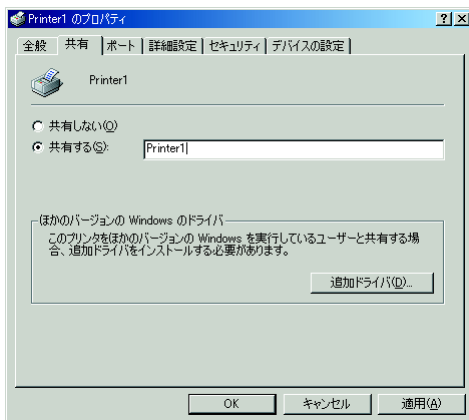 Printer1 のプロパティ
全般 共有 ポート 詳細設定 セキュリティ デバイスの設定
Printer1
共有しない(O)
共有する(S): Printer1
ほかのバージョンの Windows のドライバ
このプリンタをほかのバージョンの Windows を実行しているユーザーと共有する場
合、追加ドライバをインストールする必要があります。
追加ドライバ(D)...
OK キャンセル 適用(A)